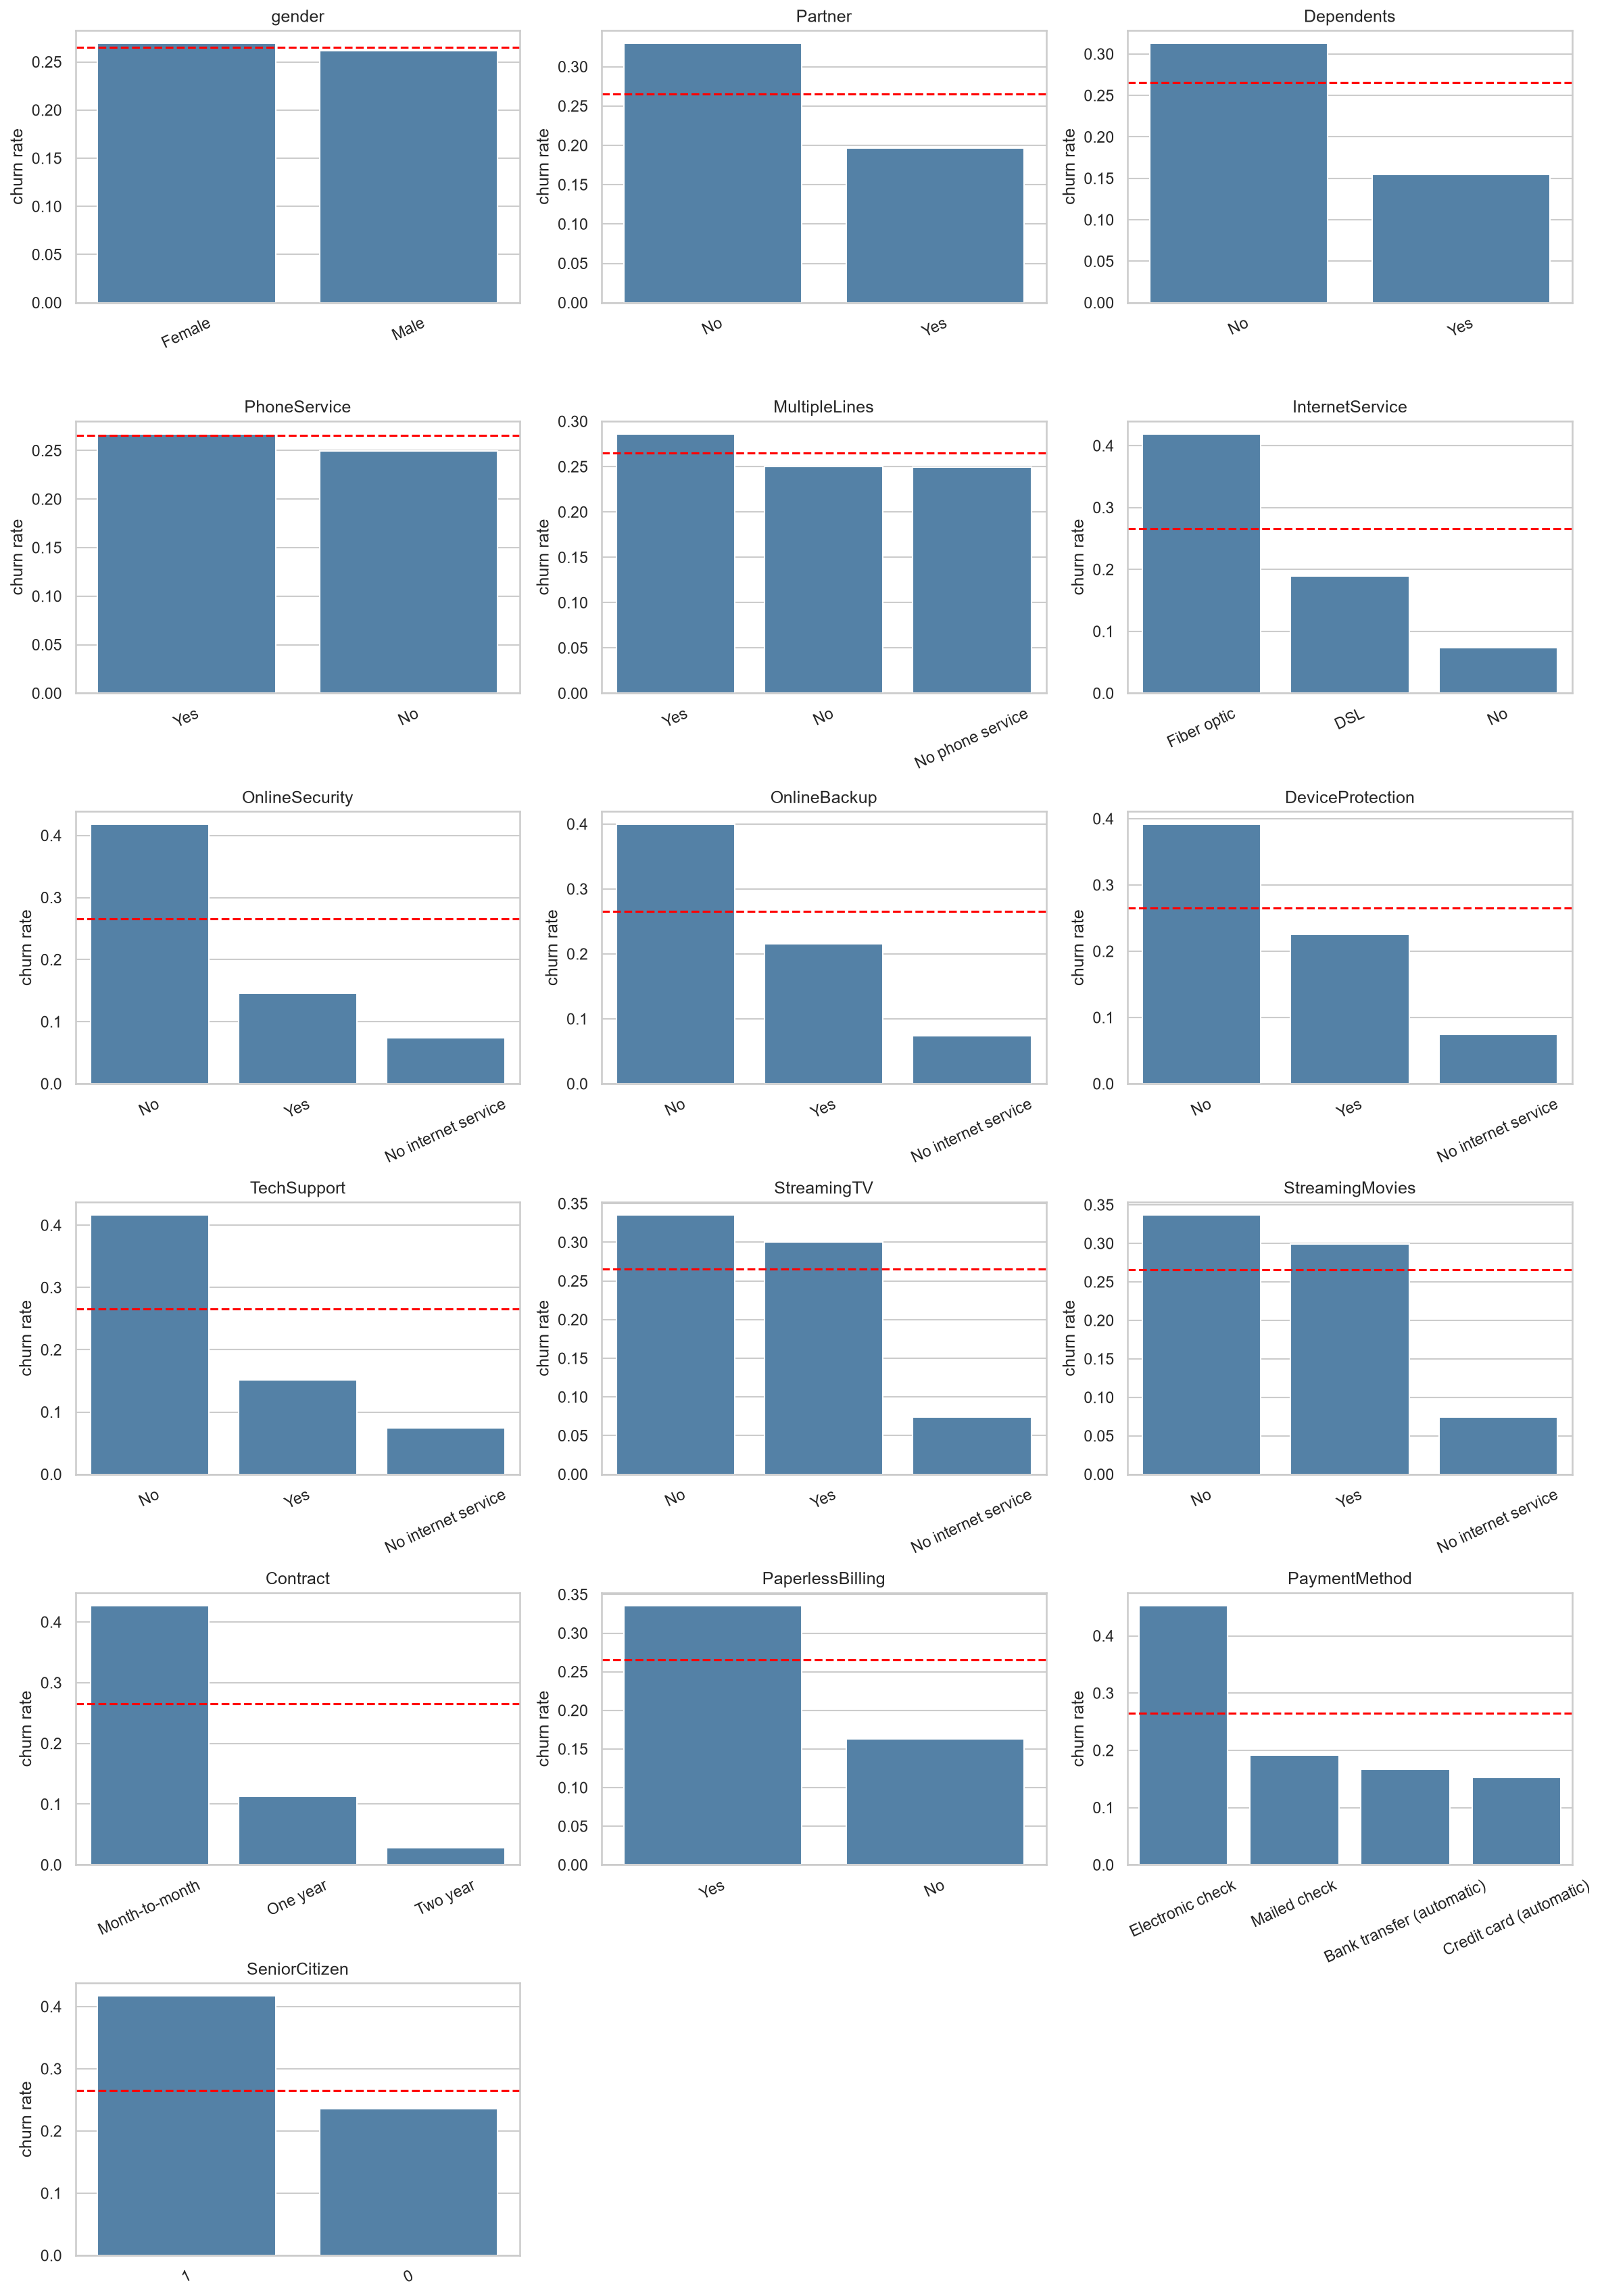 gender
churn rate
0.25
0.20
0.15
0.10
0.05
0.00
Female
Male
Partner
churn rate
0.30
0.25
0.20
0.15
0.10
0.05
0.00
No
Yes
Dependents
churn rate
0.30
0.25
0.20
0.15
0.10
0.05
0.00
No
Yes
PhoneService
churn rate
0.25
0.20
0.15
0.10
0.05
0.00
Yes
No
MultipleLines
churn rate
0.30
0.25
0.20
0.15
0.10
0.05
0.00
Yes
No
No phone service
InternetService
churn rate
0.4
0.3
0.2
0.1
0.0
Fiber optic
DSL
No
OnlineSecurity
churn rate
0.4
0.3
0.2
0.1
0.0
No
Yes
No internet service
OnlineBackup
churn rate
0.4
0.3
0.2
0.1
0.0
No
Yes
No internet service
DeviceProtection
churn rate
0.4
0.3
0.2
0.1
0.0
No
Yes
No internet service
TechSupport
churn rate
0.4
0.3
0.2
0.1
0.0
No
Yes
No internet service
StreamingTV
churn rate
0.35
0.30
0.25
0.20
0.15
0.10
0.05
0.00
No
Yes
No internet service
StreamingMovies
churn rate
0.35
0.30
0.25
0.20
0.15
0.10
0.05
0.00
No
Yes
No internet service
Contract
churn rate
0.4
0.3
0.2
0.1
0.0
Month-to-month
One year
Two year
PaperlessBilling
churn rate
0.35
0.30
0.25
0.20
0.15
0.10
0.05
0.00
Yes
No
PaymentMethod
churn rate
0.4
0.3
0.2
0.1
0.0
Electronic check
Mailed check
Bank transfer (automatic)
Credit card (automatic)
SeniorCitizen
churn rate
0.4
0.3
0.2
0.1
0.0
1
0